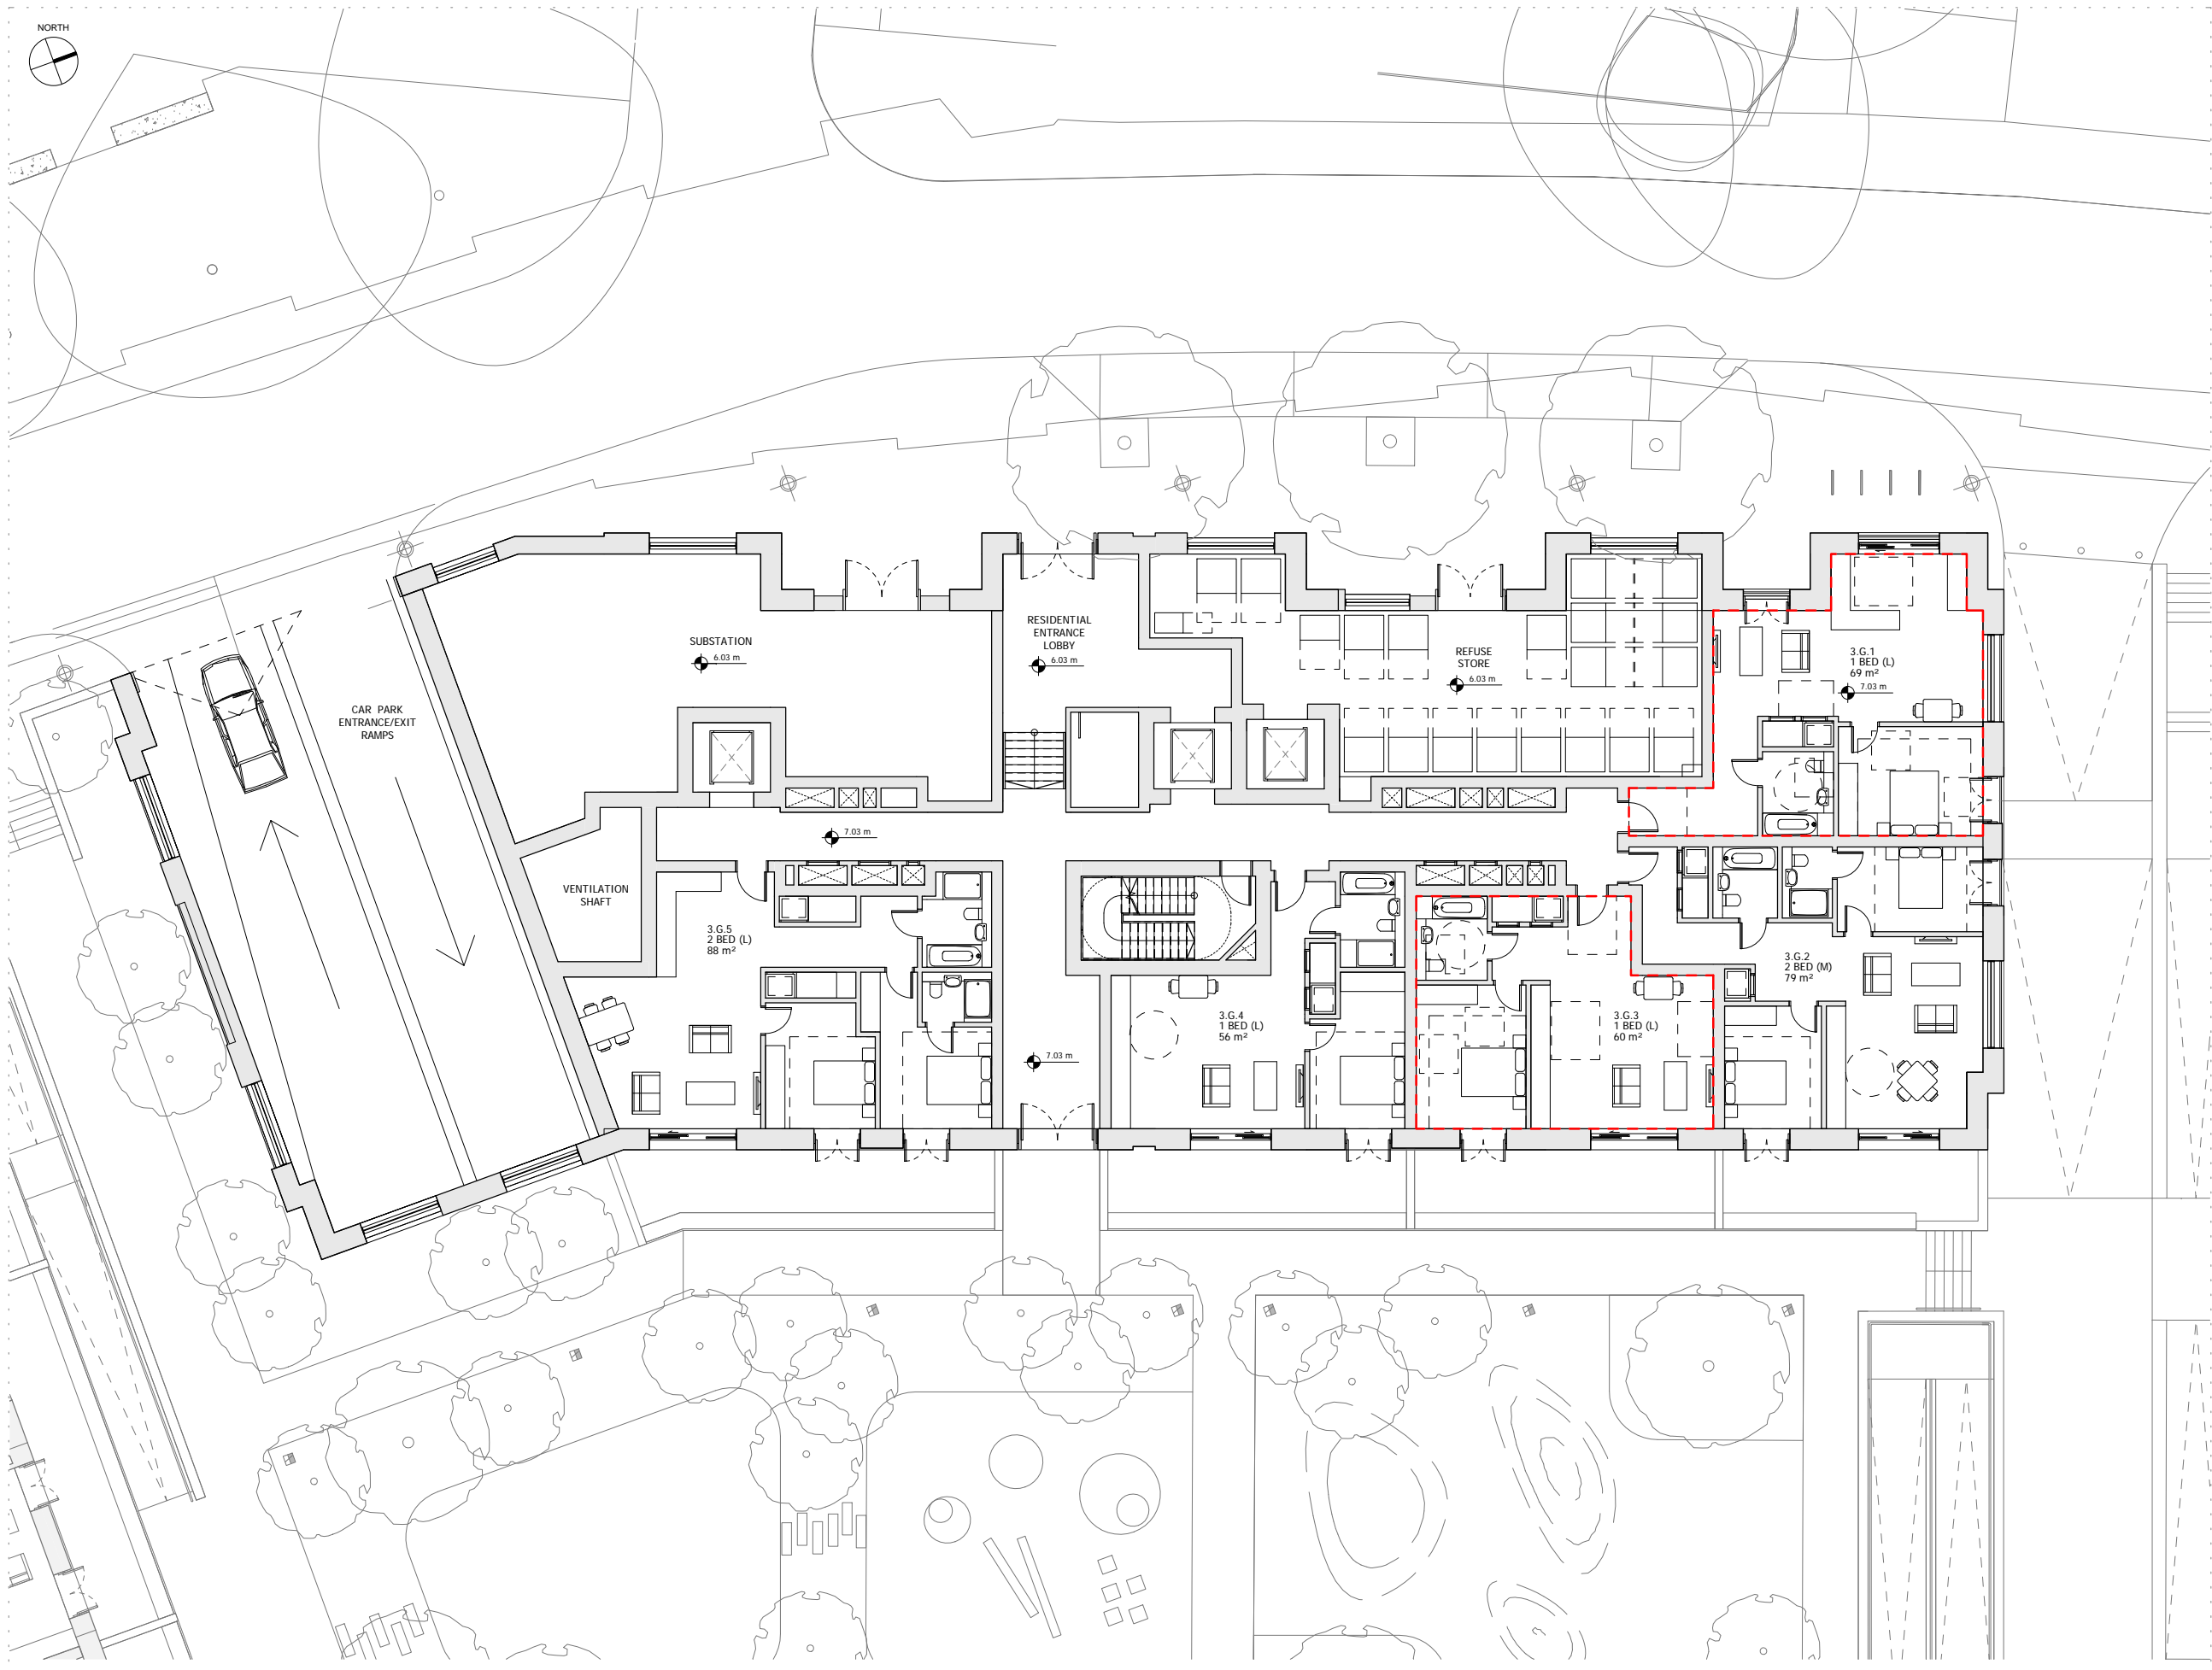 NORTH
SUBSTATION
6.03 m
RESIDENTIAL
ENTRANCE
LOBBY
6.03 m
REFUSE
STORE
6.03 m
3.G.1
1 BED (L)
69 m²
7.03 m
CAR PARK
ENTRANCE/EXIT
RAMPS
7.03 m
VENTILATION
SHAFT
3.G.5
2 BED (L)
88 m²
3.G.2
2 BED (M)
79 m²
3.G.4
1 BED (L)
56 m²
3.G.3
1 BED (L)
60 m²
7.03 m